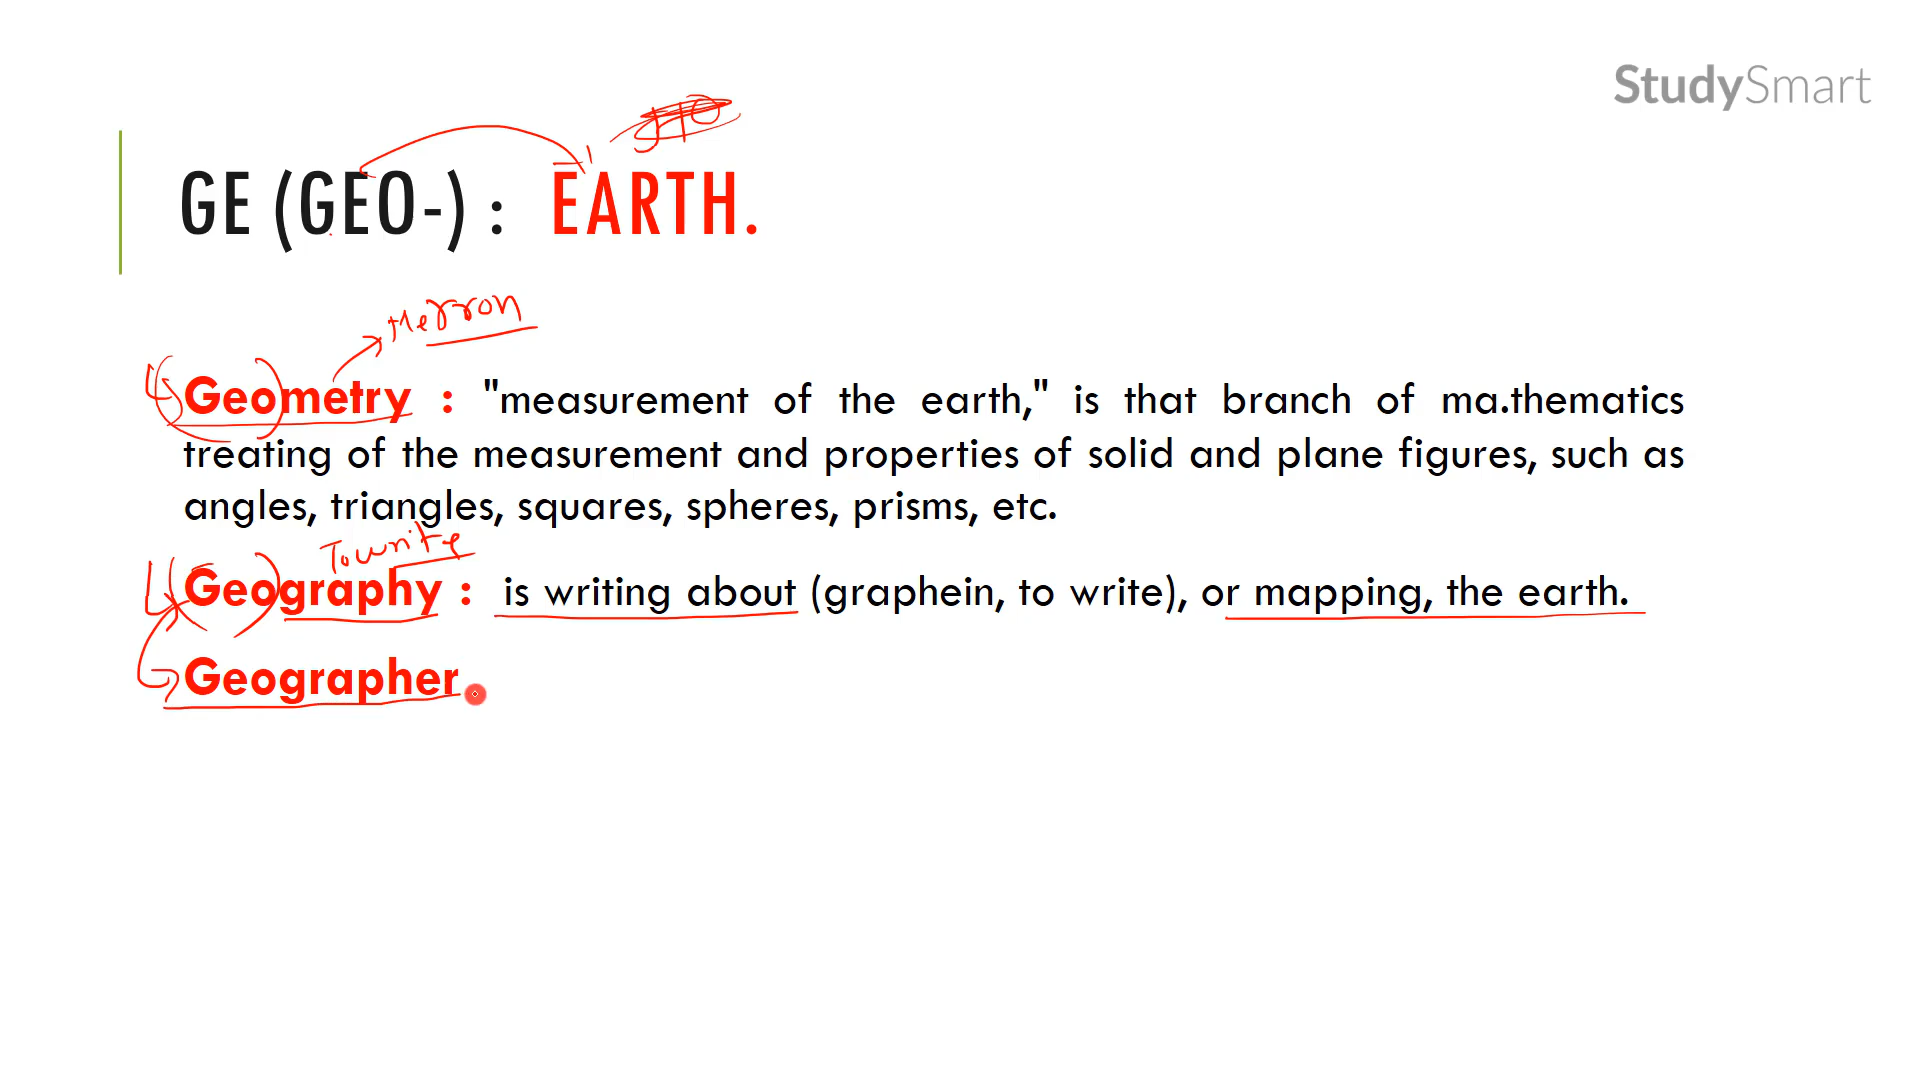 StudySmart
GE (GEO-) : EARTH.
Geometry : "measurement of the earth," is that branch of ma.thematics
treating of the measurement and properties of solid and plane figures, such as
angles, triangles, squares, spheres, prisms, etc.
To write
Geography : is writing about (graphein, to write), or mapping, the earth.
Geographer